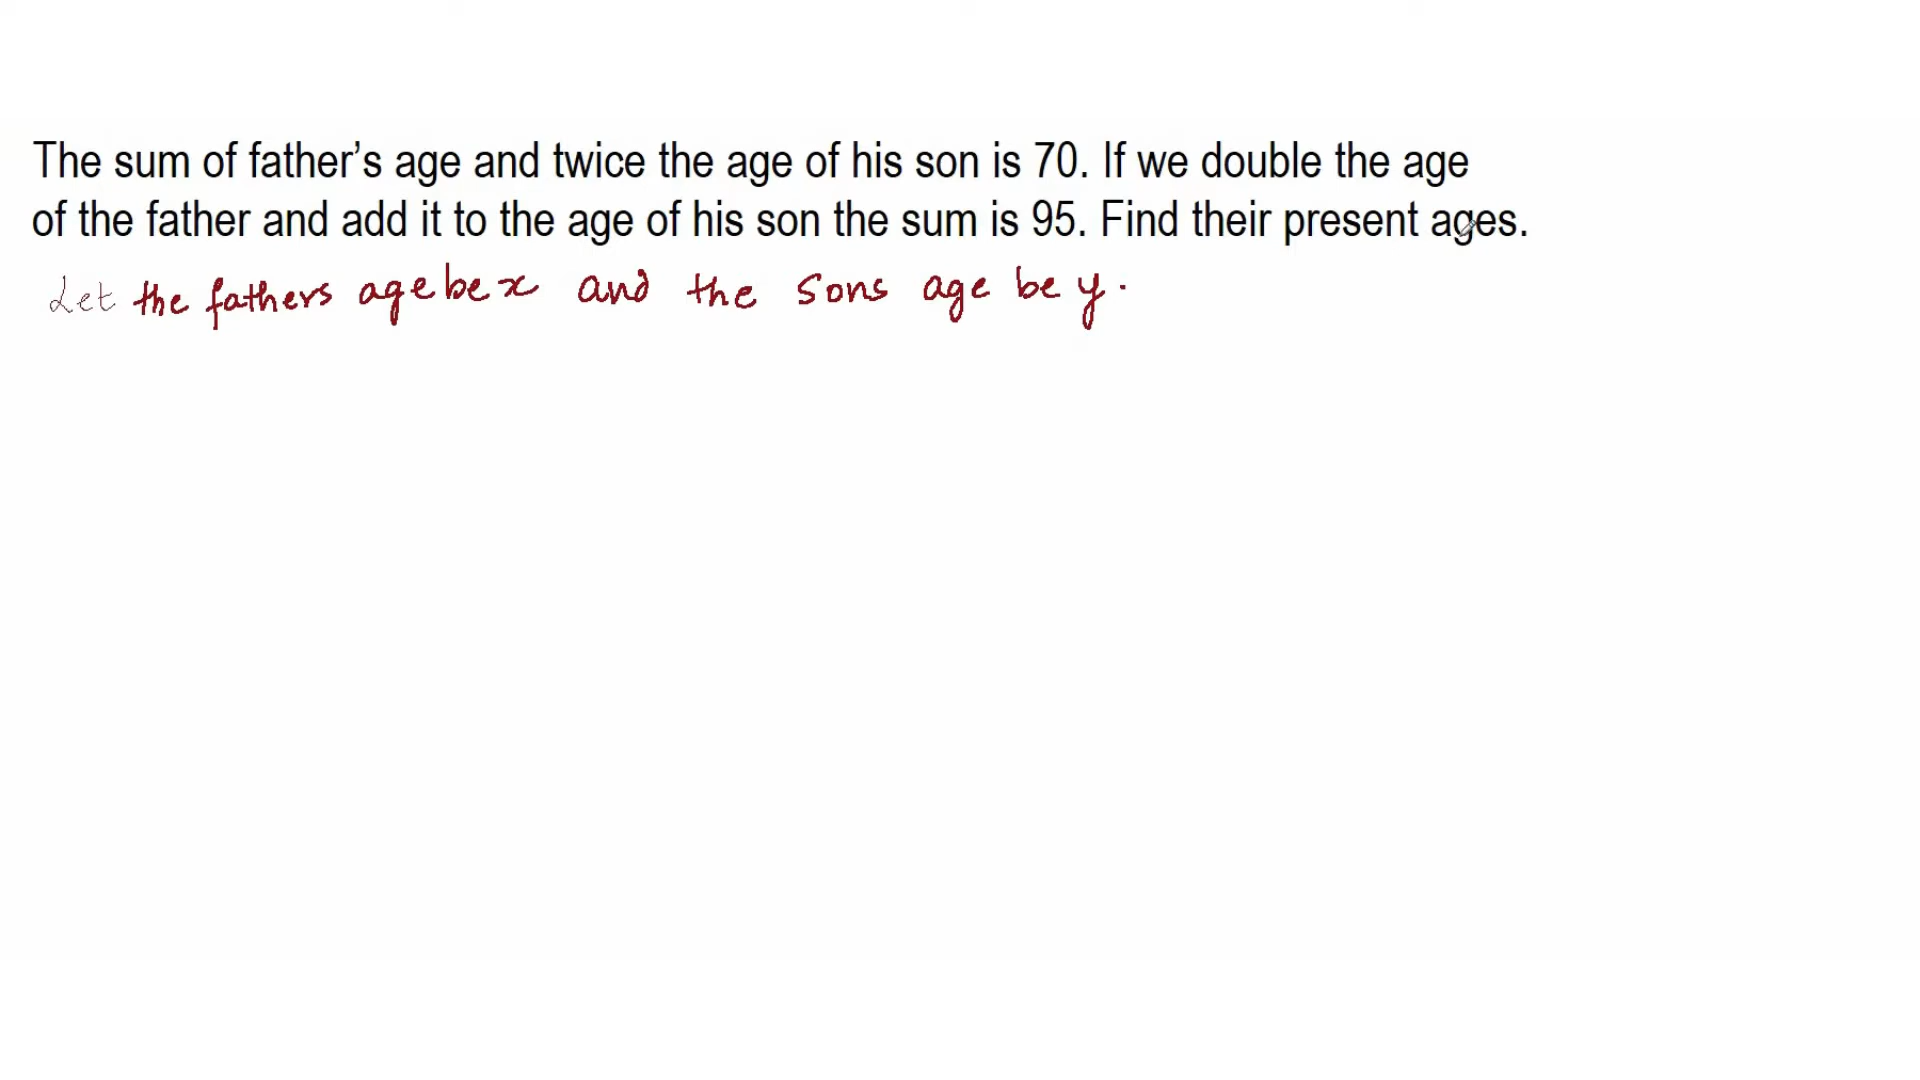 The sum of father’s age and twice the age of his son is 70. If we double the age
of the father and add it to the age of his son the sum is 95. Find their present ages.
Let the fathers age be x and the sons age be y.